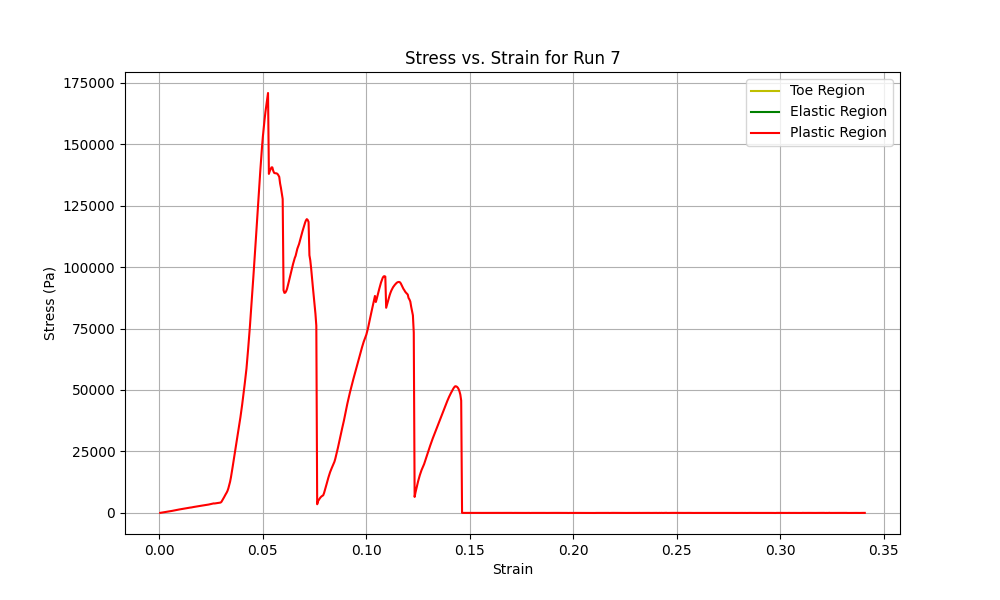 Stress vs. Strain for Run 7
Toe Region
Elastic Region
Plastic Region
Stress (Pa)
175000
150000
125000
100000
75000
50000
25000
0
0.00 0.05 0.10 0.15 0.20 0.25 0.30 0.35
Strain